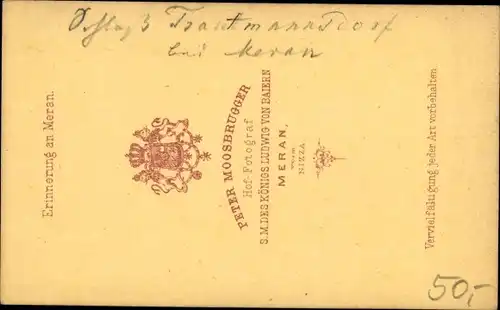 Trautmannsdorf
bei Meran
Erinnerung an Meran.
PETER MOOSBRUGGER
Hof-Fotograf
S.M. DES KÖNIGS LUDWIG VON BAIERN
MERAN,
NIZZA.
Vervielfältigung jeder Art vorbehalten
50,-